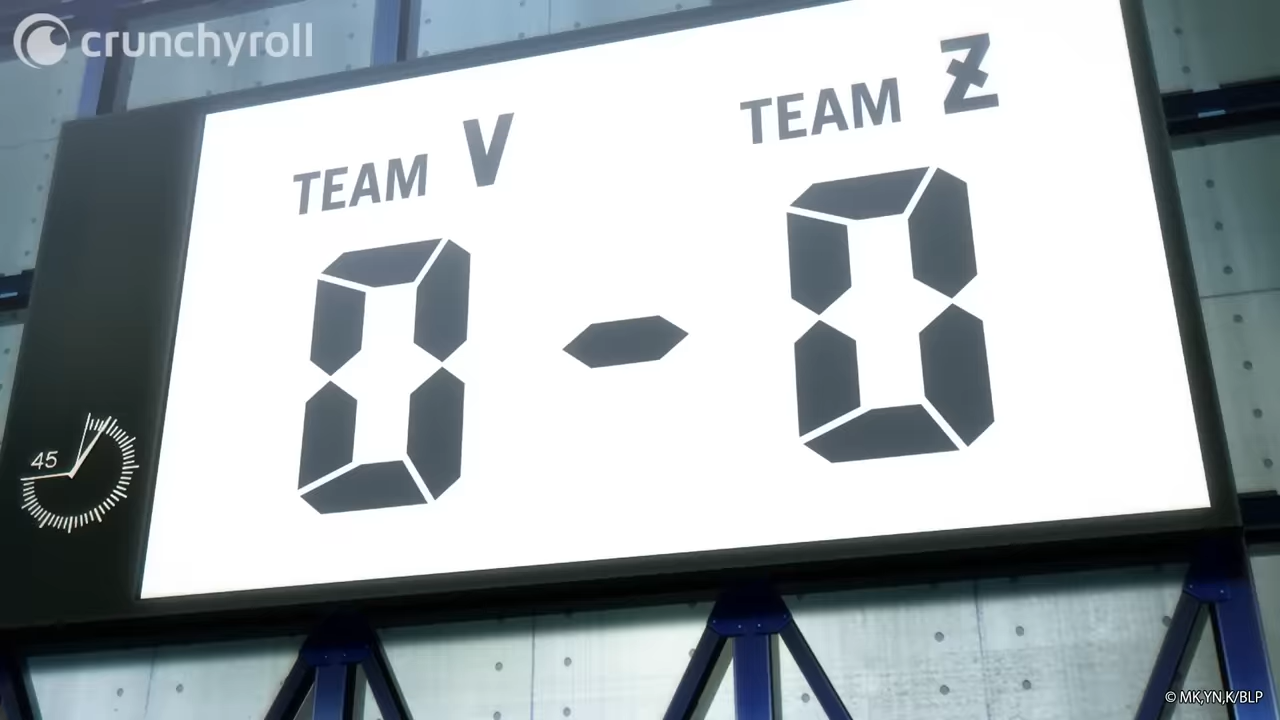 crunchyroll
TEAM V
TEAM Z
0 - 0
45
© MK,YN,K/BLP